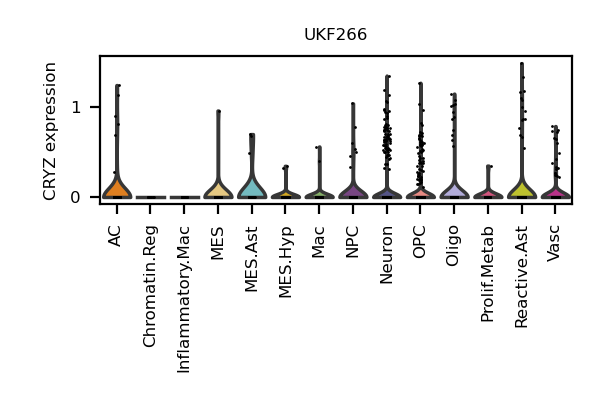 UKF266
CRYZ expression
1
0
AC
Chromatin.Reg
Inflammatory.Mac
MES
MES.Ast
MES.Hyp
Mac
NPC
Neuron
OPC
Oligo
Prolif.Metab
Reactive.Ast
Vasc